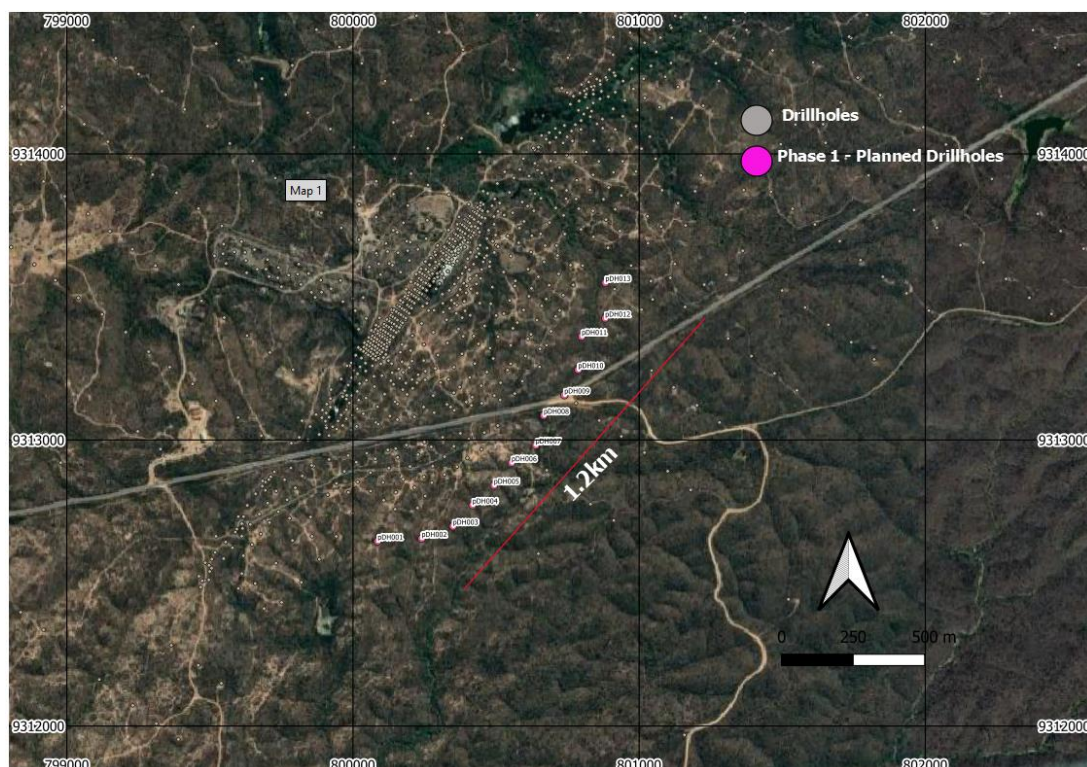 799000 800000 801000 802000
Drillholes
9314000 Phase 1 - Planned Drillholes 9314000
Map 1
pDH013
pDH012
pDH011
pDH010
pDH009
pDH008
9313000 pDH007 9313000
pDH006
1.2km
pDH005
pDH004
pDH003
pDH002
pDH001
0 250 500 m
9312000 9312000
799000 800000 801000 802000